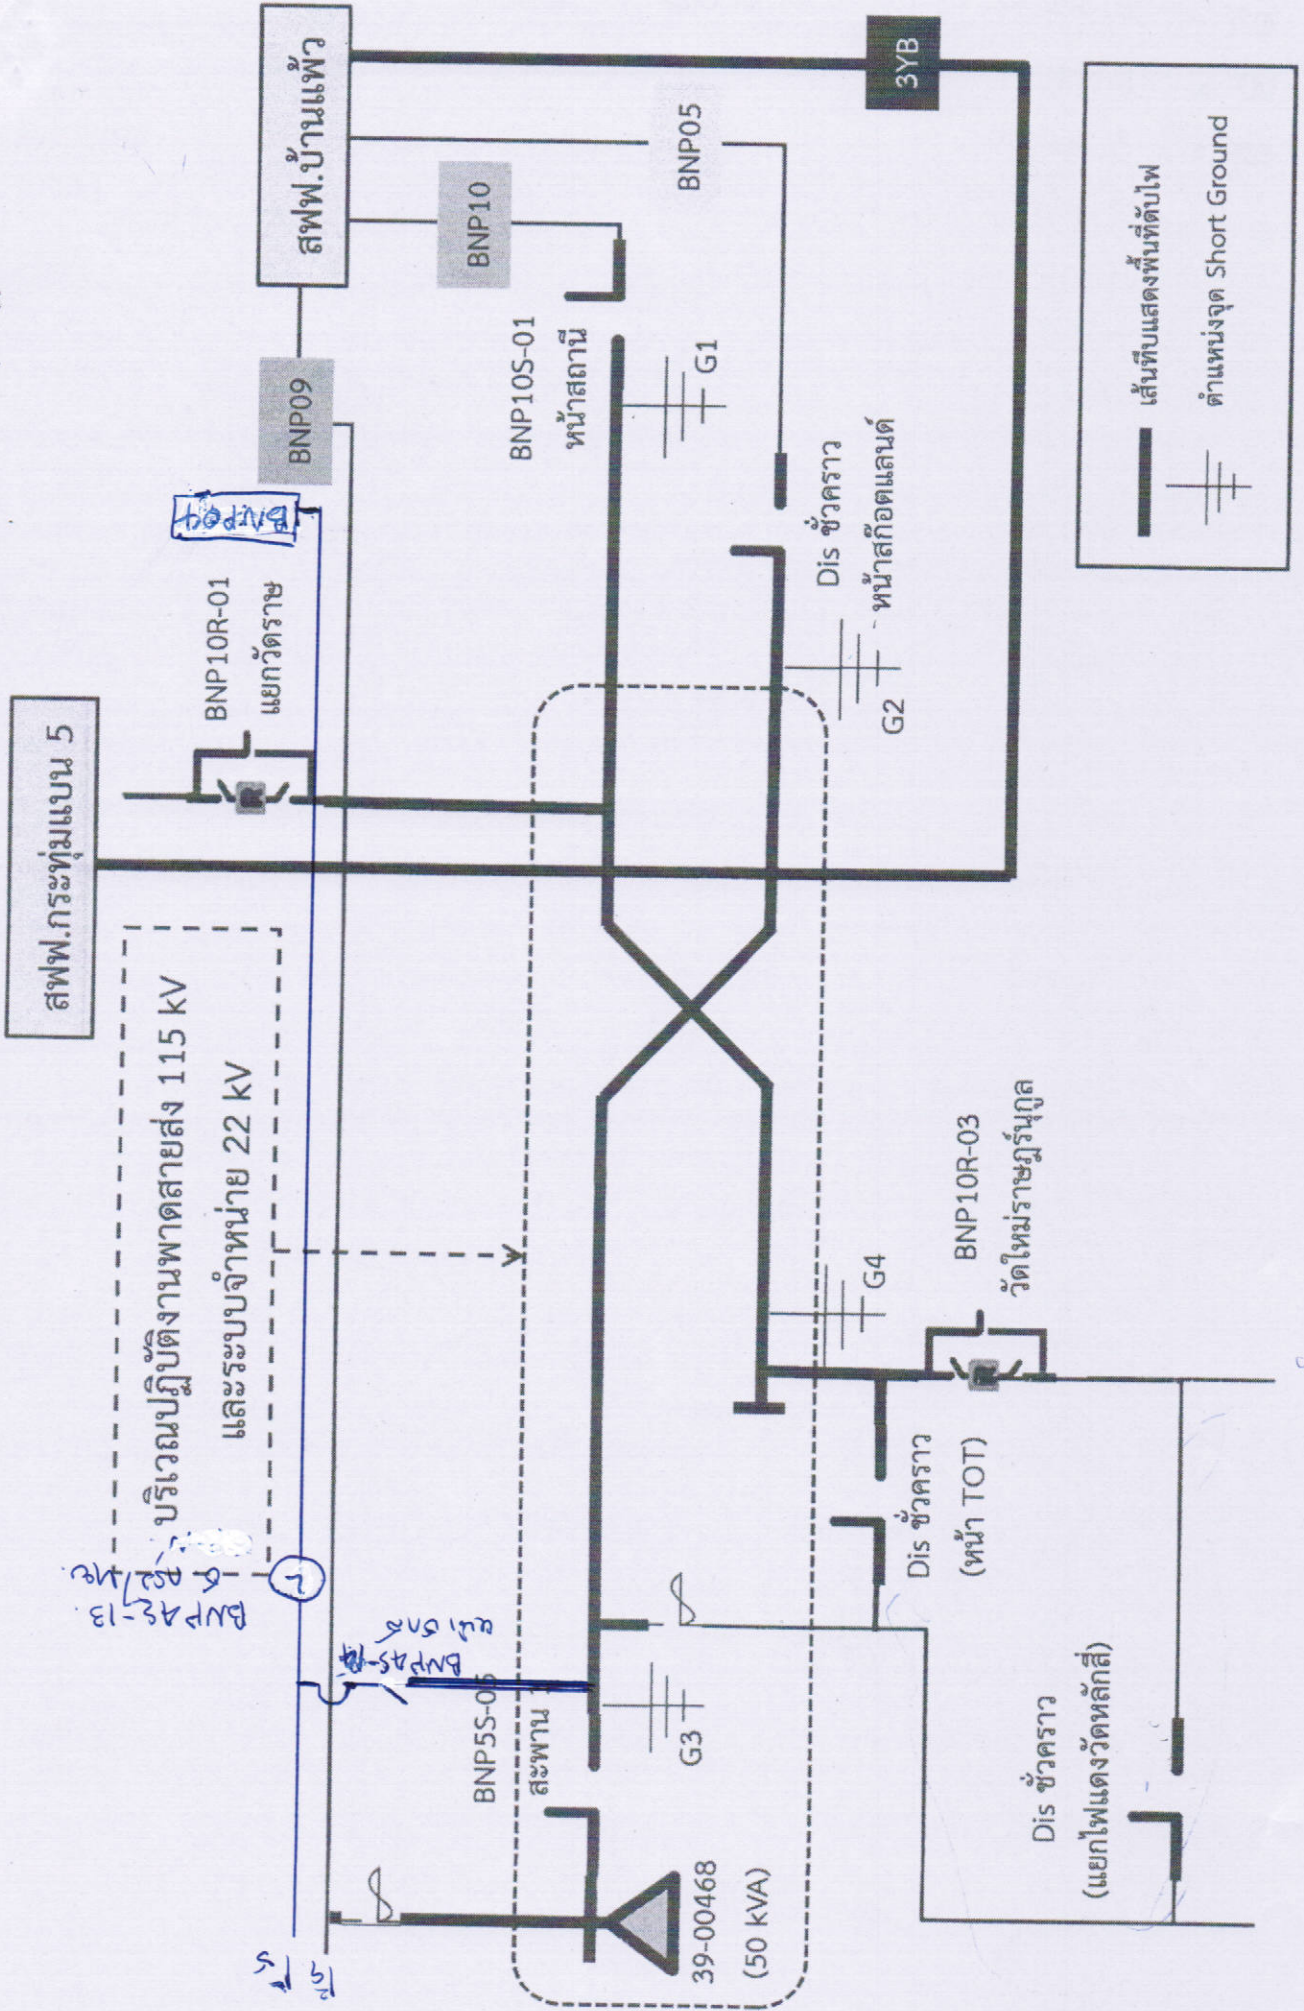 สฟฟ.กระทุ่มแบน 5
สฟฟ.บ้านแพ้ว
บริเวณปฏิบัติงานพาดสายส่ง 115 kV
และระบบจำหน่าย 22 kV
BNP10R-01
แยกวัดราษ
BNP04
BNP09
BNP10
BNP05
3YB
BNP10S-01
หน้าสถานี
G1
Dis ชั่วคราว
หน้าสก๊อตแลนด์
G2
BNP5S-05
สะพาน
G3
39-00468
(50 kVA)
G4
BNP10R-03
วัดใหม่ราษฎร์นุกูล
R
R
Dis ชั่วคราว
(หน้า TOT)
Dis ชั่วคราว
(แยกไฟแดงวัดหลักสี่)
เส้นทึบแสดงพื้นที่ดับไฟ
ตำแหน่งจุด Short Ground